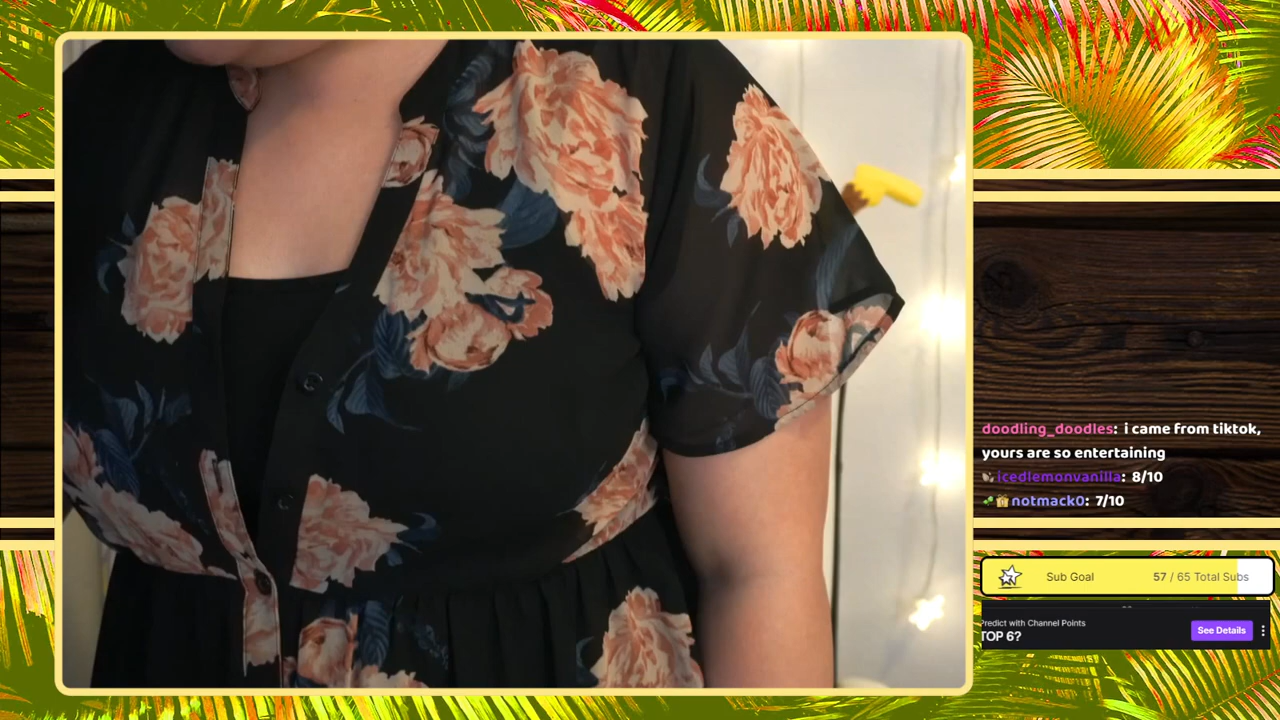 doodling_doodles: i came from tiktok,
yours are so entertaining
icedlemonvanilla: 8/10
notmack0: 7/10
Sub Goal 57 / 65 Total Subs
Predict with Channel Points
TOP 6?
See Details